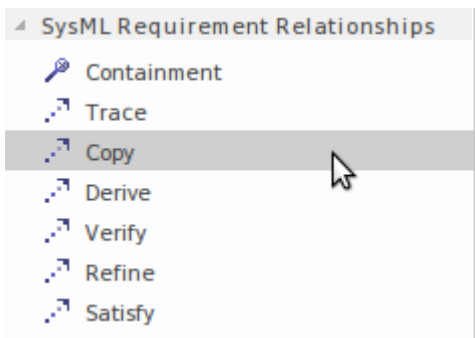 SysML Requirement Relationships
Containment
Trace
Copy
Derive
Verify
Refine
Satisfy